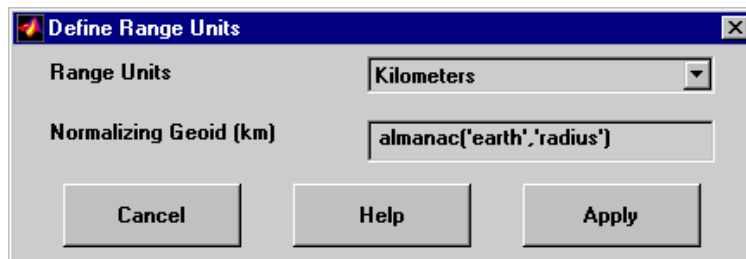 Define Range Units
Range Units Kilometers
Normalizing Geoid (km) almanac('earth','radius')
Cancel Help Apply